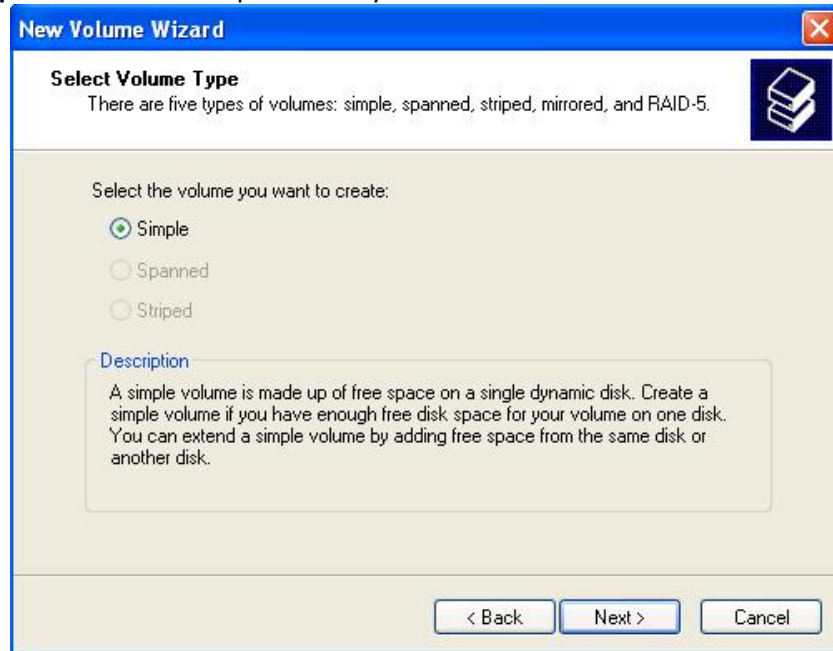 New Volume Wizard
Select Volume Type
There are five types of volumes: simple, spanned, striped, mirrored, and RAID-5.
Select the volume you want to create:
Simple
Spanned
Striped
Description
A simple volume is made up of free space on a single dynamic disk. Create a
simple volume if you have enough free disk space for your volume on one disk.
You can extend a simple volume by adding free space from the same disk or
another disk.
< Back
Next >
Cancel